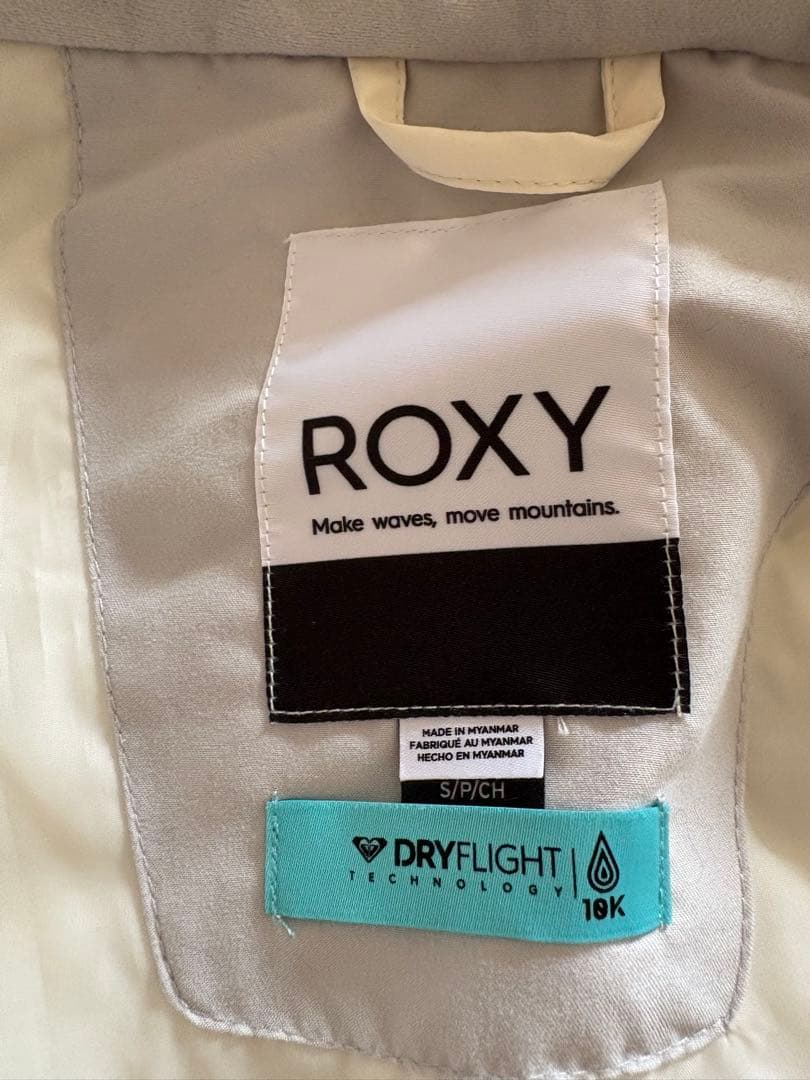 ROXY
Make waves, move mountains.
MADE IN MYANMAR
FABRIQUÉ AU MYANMAR
HECHO EN MYANMAR
S/P/CH
DRYFLIGHT
TECHNOLOGY
10K